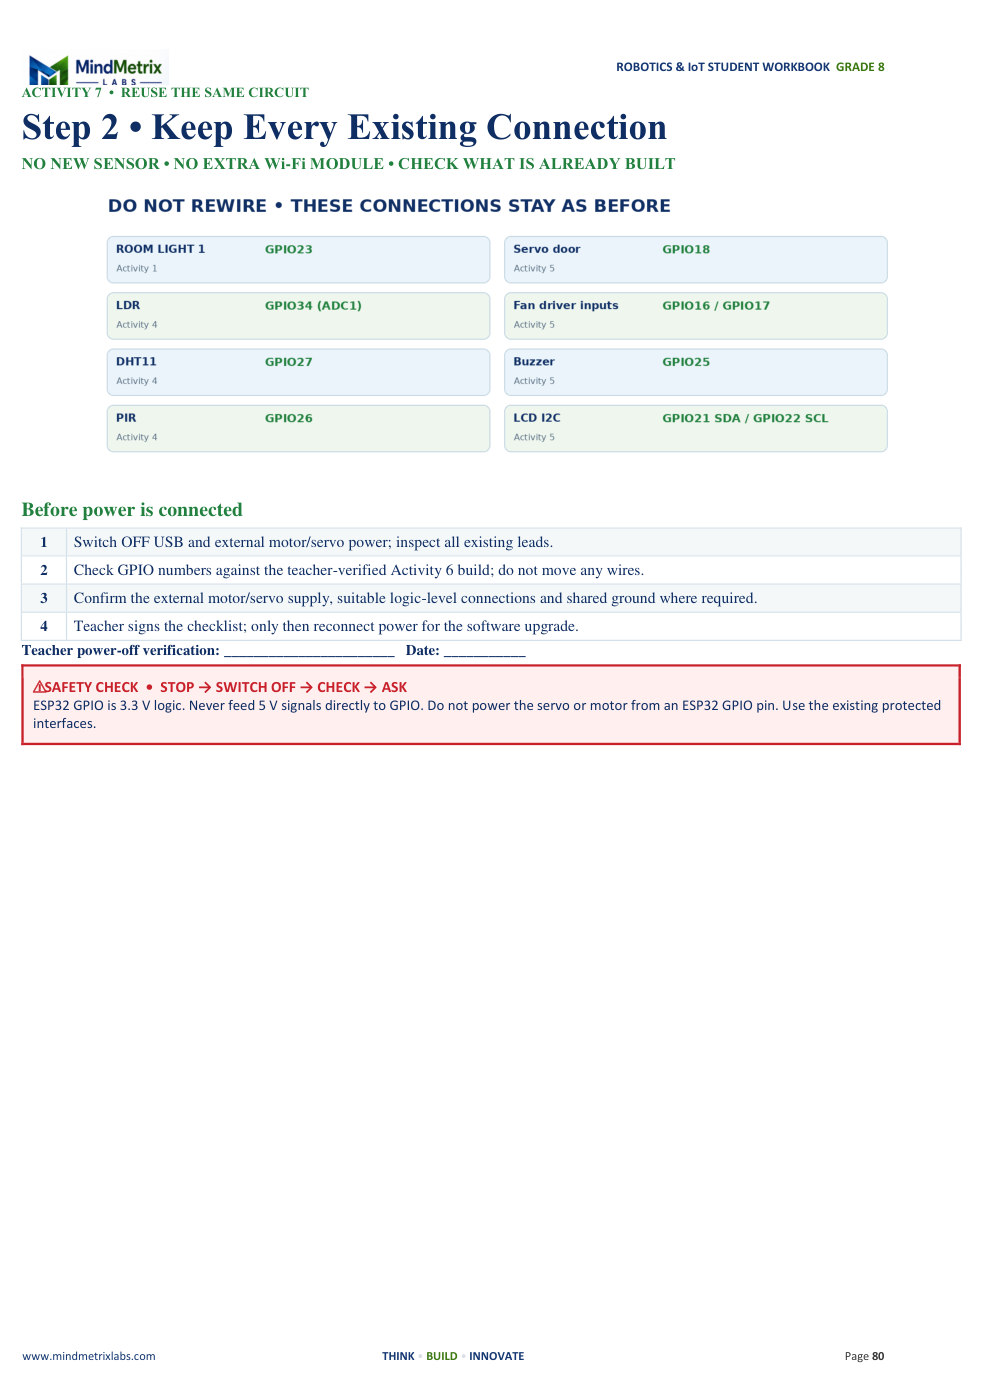 MindMetrix
LABS
ROBOTICS & IoT STUDENT WORKBOOK GRADE 8
ACTIVITY 7 • REUSE THE SAME CIRCUIT
Step 2 • Keep Every Existing Connection
NO NEW SENSOR • NO EXTRA Wi-Fi MODULE • CHECK WHAT IS ALREADY BUILT
DO NOT REWIRE • THESE CONNECTIONS STAY AS BEFORE
ROOM LIGHT 1 GPIO23
Activity 1
Servo door GPIO18
Activity 5
LDR GPIO34 (ADC1)
Activity 4
Fan driver inputs GPIO16 / GPIO17
Activity 5
DHT11 GPIO27
Activity 4
Buzzer GPIO25
Activity 5
PIR GPIO26
Activity 4
LCD I2C GPIO21 SDA / GPIO22 SCL
Activity 5
Before power is connected
1 Switch OFF USB and external motor/servo power; inspect all existing leads.
2 Check GPIO numbers against the teacher-verified Activity 6 build; do not move any wires.
3 Confirm the external motor/servo supply, suitable logic-level connections and shared ground where required.
4 Teacher signs the checklist; only then reconnect power for the software upgrade.
Teacher power-off verification: _______________________ Date: ___________
⚠SAFETY CHECK • STOP → SWITCH OFF → CHECK → ASK
ESP32 GPIO is 3.3 V logic. Never feed 5 V signals directly to GPIO. Do not power the servo or motor from an ESP32 GPIO pin. Use the existing protected
interfaces.
www.mindmetrixlabs.com THINK • BUILD • INNOVATE Page 80